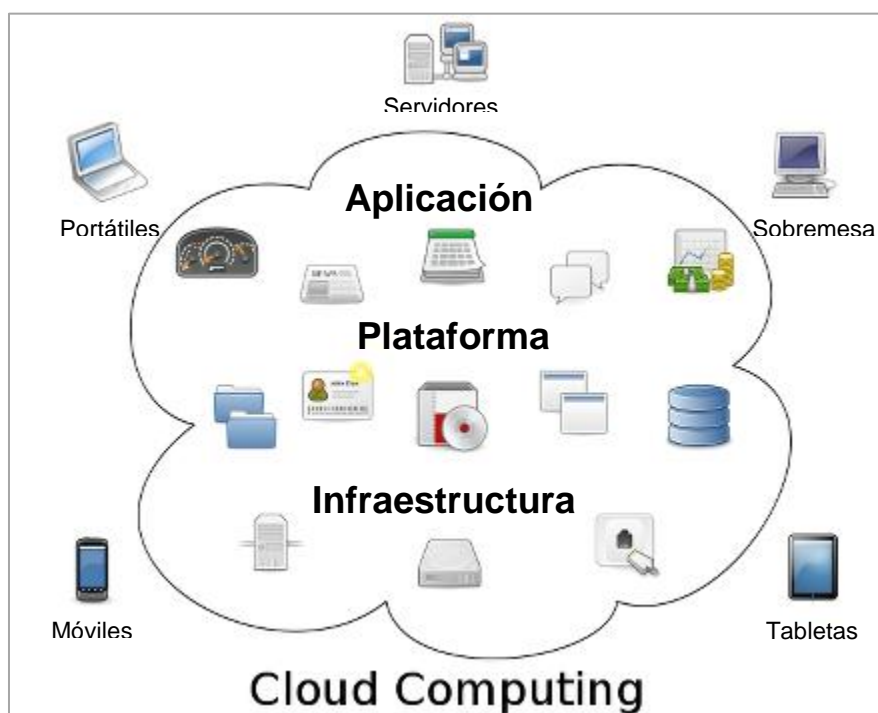 Servidores
Portátiles
Sobremesa
Aplicación
Plataforma
Infraestructura
Móviles
Tabletas
Cloud Computing